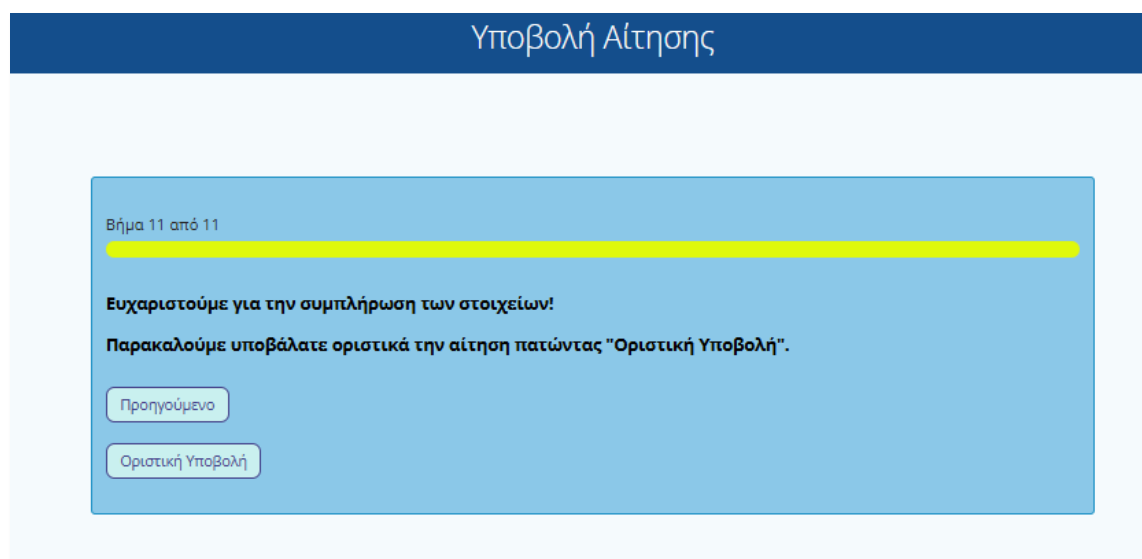 Υποβολή Αίτησης
Βήμα 11 από 11
Ευχαριστούμε για την συμπλήρωση των στοιχείων!
Παρακαλούμε υποβάλατε οριστικά την αίτηση πατώντας "Οριστική Υποβολή".
Προηγούμενο
Οριστική Υποβολή